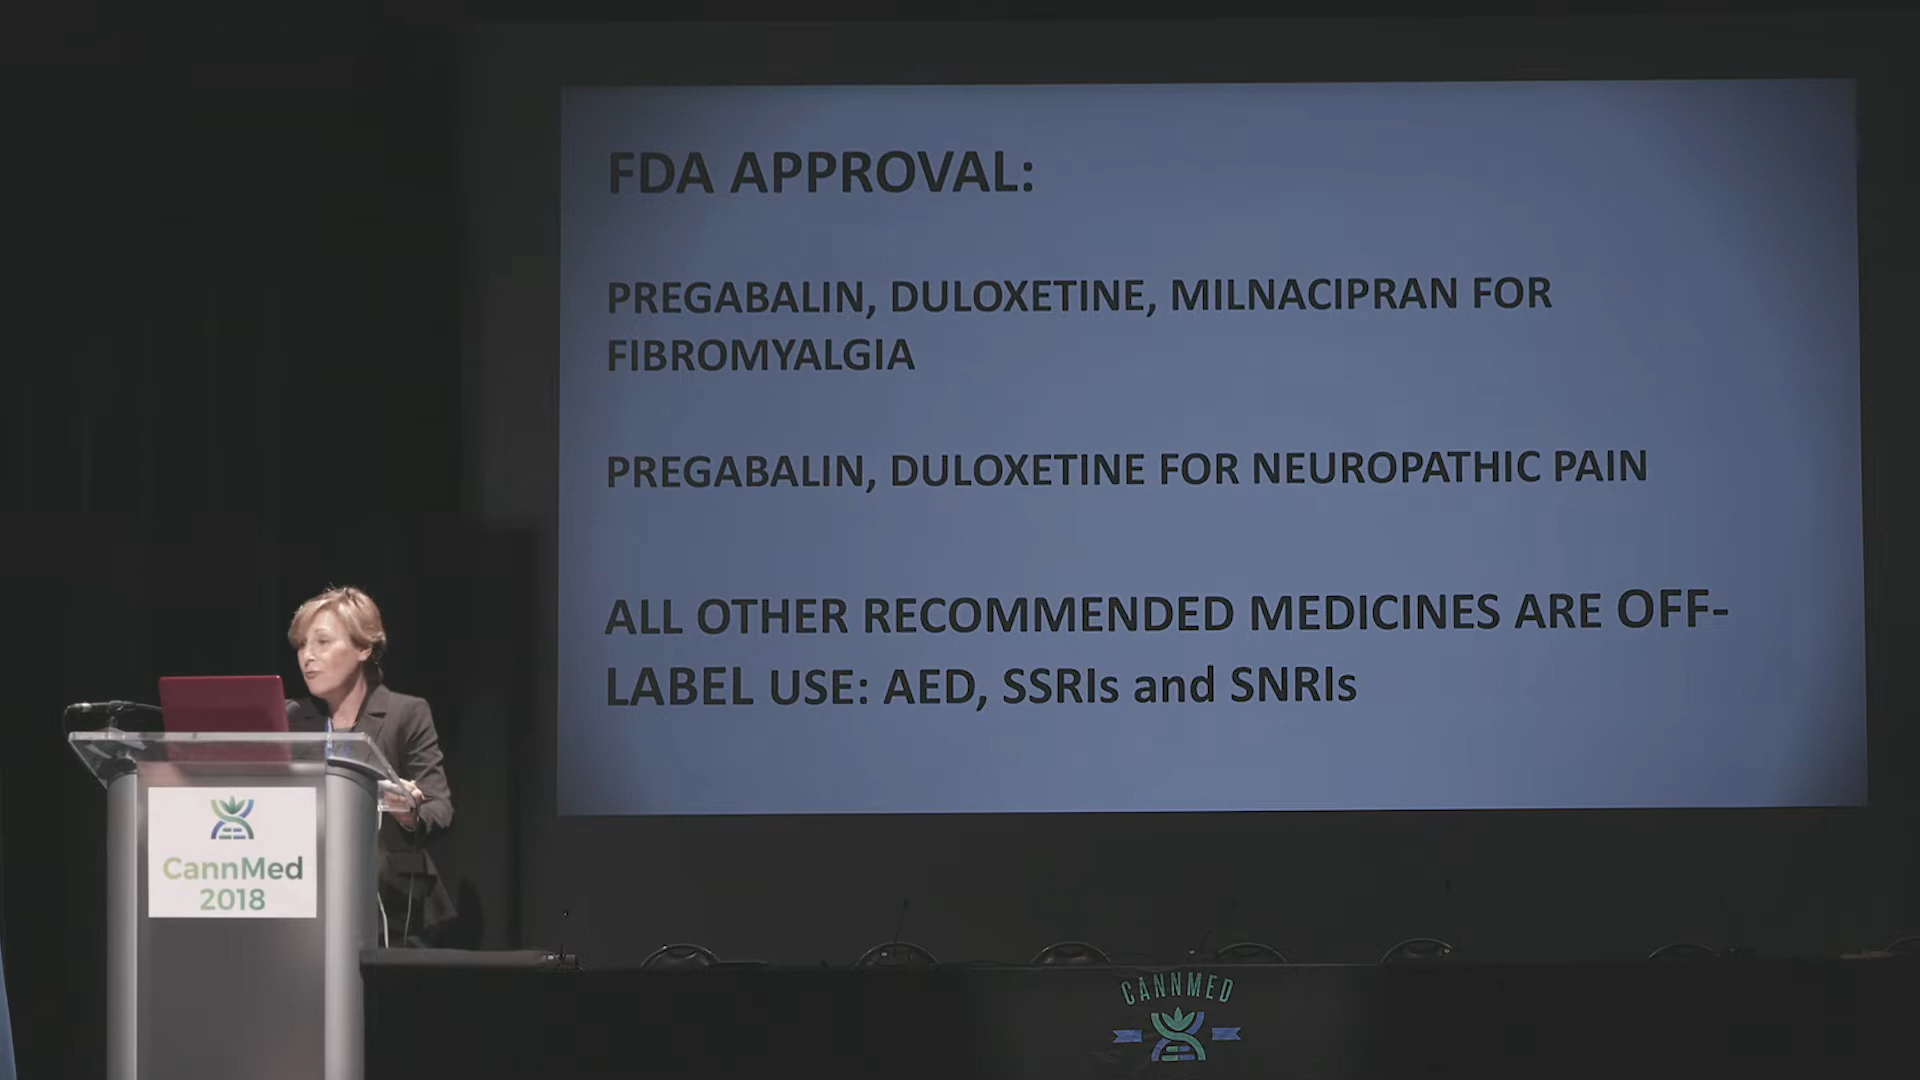 FDA APPROVAL:
PREGABALIN, DULOXETINE, MILNACIPRAN FOR
FIBROMYALGIA
PREGABALIN, DULOXETINE FOR NEUROPATHIC PAIN
ALL OTHER RECOMMENDED MEDICINES ARE OFF-
LABEL USE: AED, SSRIs and SNRIs
CannMed
2018
CANNMED